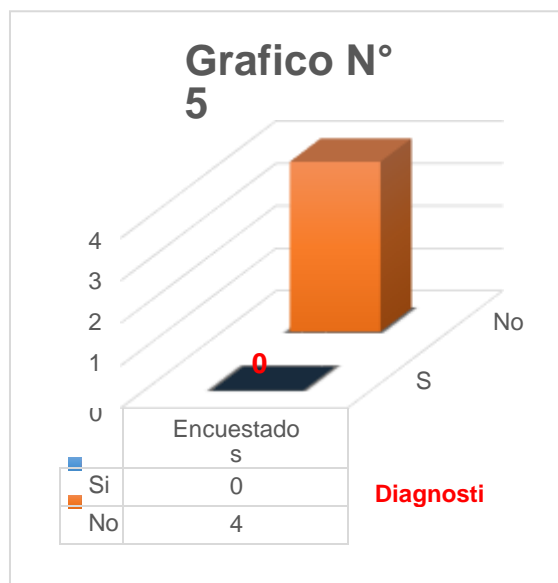 Grafico N°
5
4
3
2
1
0
0
No
S
Encuestado
s
Si 0
No 4
Diagnosti